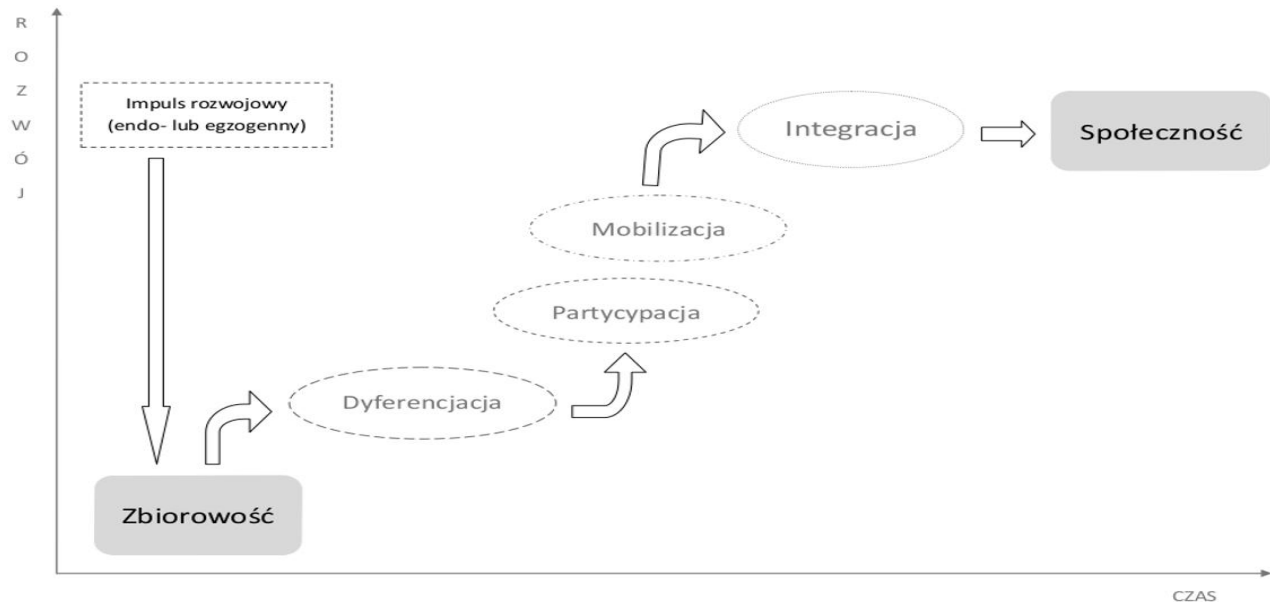 R
O
Z
W
Ó
J
Impuls rozwojowy
(endo- lub egzogenny)
Integracja
Społeczność
Mobilizacja
Partycypacja
Dyferencjacja
Zbiorowość
CZAS